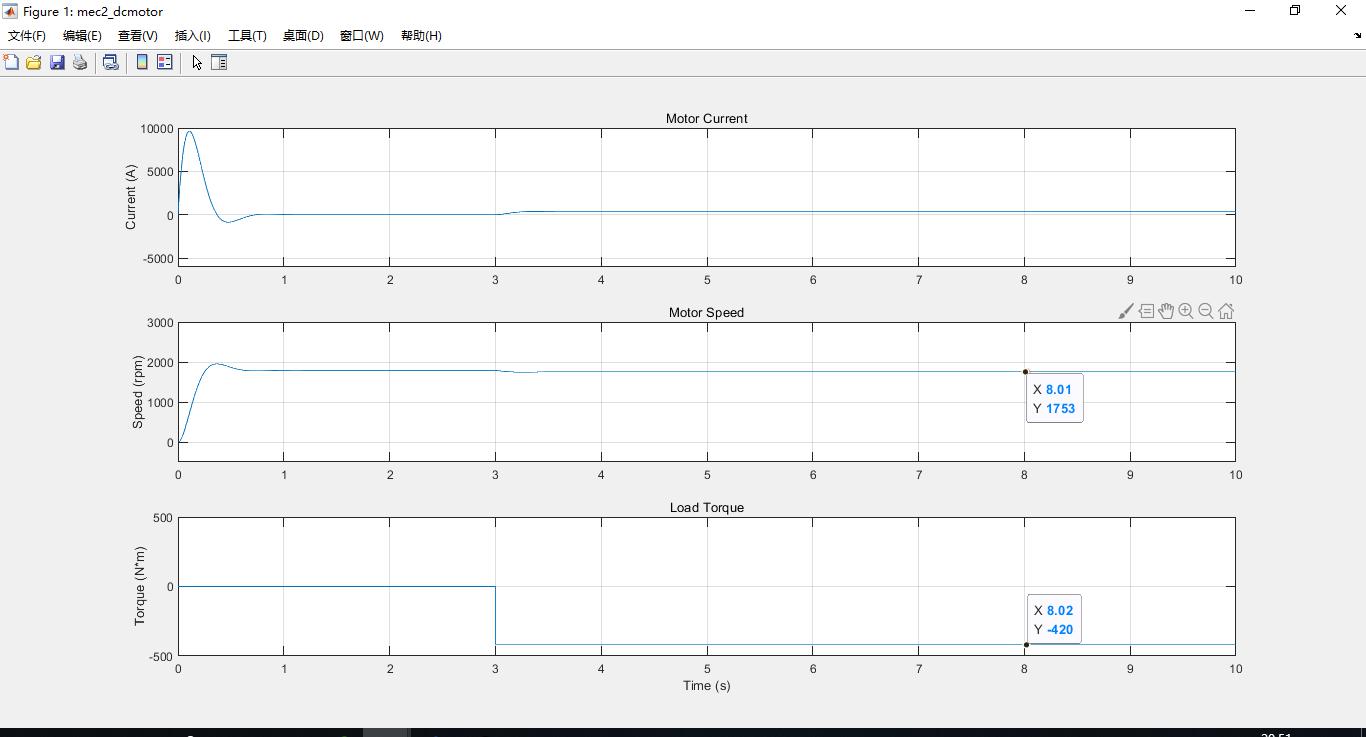 Figure 1: mec2_dcmotor
文件(F) 编辑(E) 查看(V) 插入(I) 工具(T) 桌面(D) 窗口(W) 帮助(H)
Motor Current
Current (A)
10000
5000
0
-5000
0 1 2 3 4 5 6 7 8 9 10
Motor Speed
Speed (rpm)
3000
2000
1000
0
X 8.01
Y 1753
0 1 2 3 4 5 6 7 8 9 10
Load Torque
Torque (N*m)
500
0
-500
X 8.02
Y -420
0 1 2 3 4 5 6 7 8 9 10
Time (s)